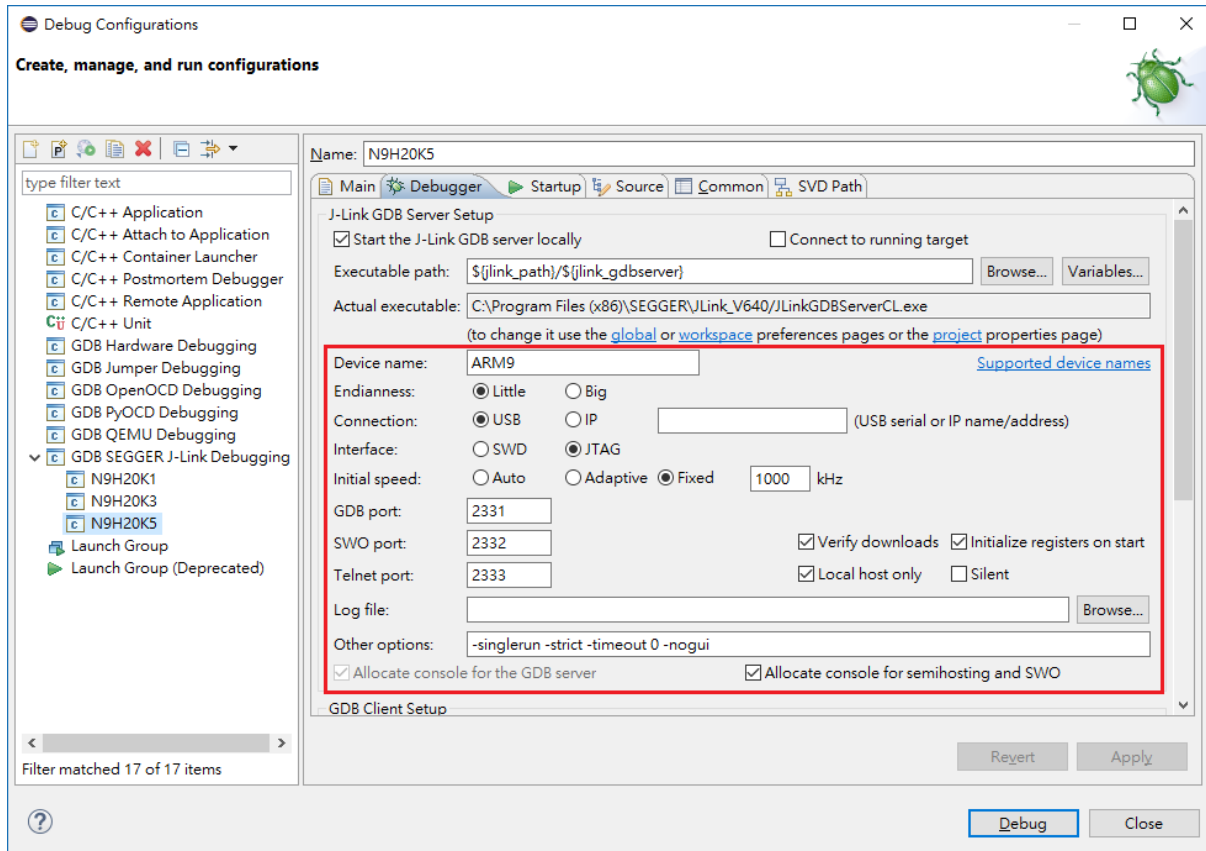 Debug Configurations
Create, manage, and run configurations
Name: N9H20K5
type filter text
C/C++ Application
C/C++ Attach to Application
C/C++ Container Launcher
C/C++ Postmortem Debugger
C/C++ Remote Application
C/C++ Unit
GDB Hardware Debugging
GDB Jumper Debugging
GDB OpenOCD Debugging
GDB PyOCD Debugging
GDB QEMU Debugging
GDB SEGGER J-Link Debugging
N9H20K1
N9H20K3
N9H20K5
Launch Group
Launch Group (Deprecated)
Filter matched 17 of 17 items
Main Debugger Startup Source Common SVD Path
J-Link GDB Server Setup
Start the J-Link GDB server locally Connect to running target
Executable path: ${jlink_path}/${jlink_gdbserver} Browse... Variables...
Actual executable: C:\Program Files (x86)\SEGGER\JLink_V640/JLinkGDBServerCL.exe
(to change it use the global or workspace preferences pages or the project properties page)
Device name: ARM9 Supported device names
Endianness: Little Big
Connection: USB IP (USB serial or IP name/address)
Interface: SWD JTAG
Initial speed: Auto Adaptive Fixed 1000 kHz
GDB port: 2331
SWO port: 2332 Verify downloads Initialize registers on start
Telnet port: 2333 Local host only Silent
Log file: Browse...
Other options: -singlerun -strict -timeout 0 -nogui
Allocate console for the GDB server Allocate console for semihosting and SWO
GDB Client Setup
Revert Apply
Debug Close